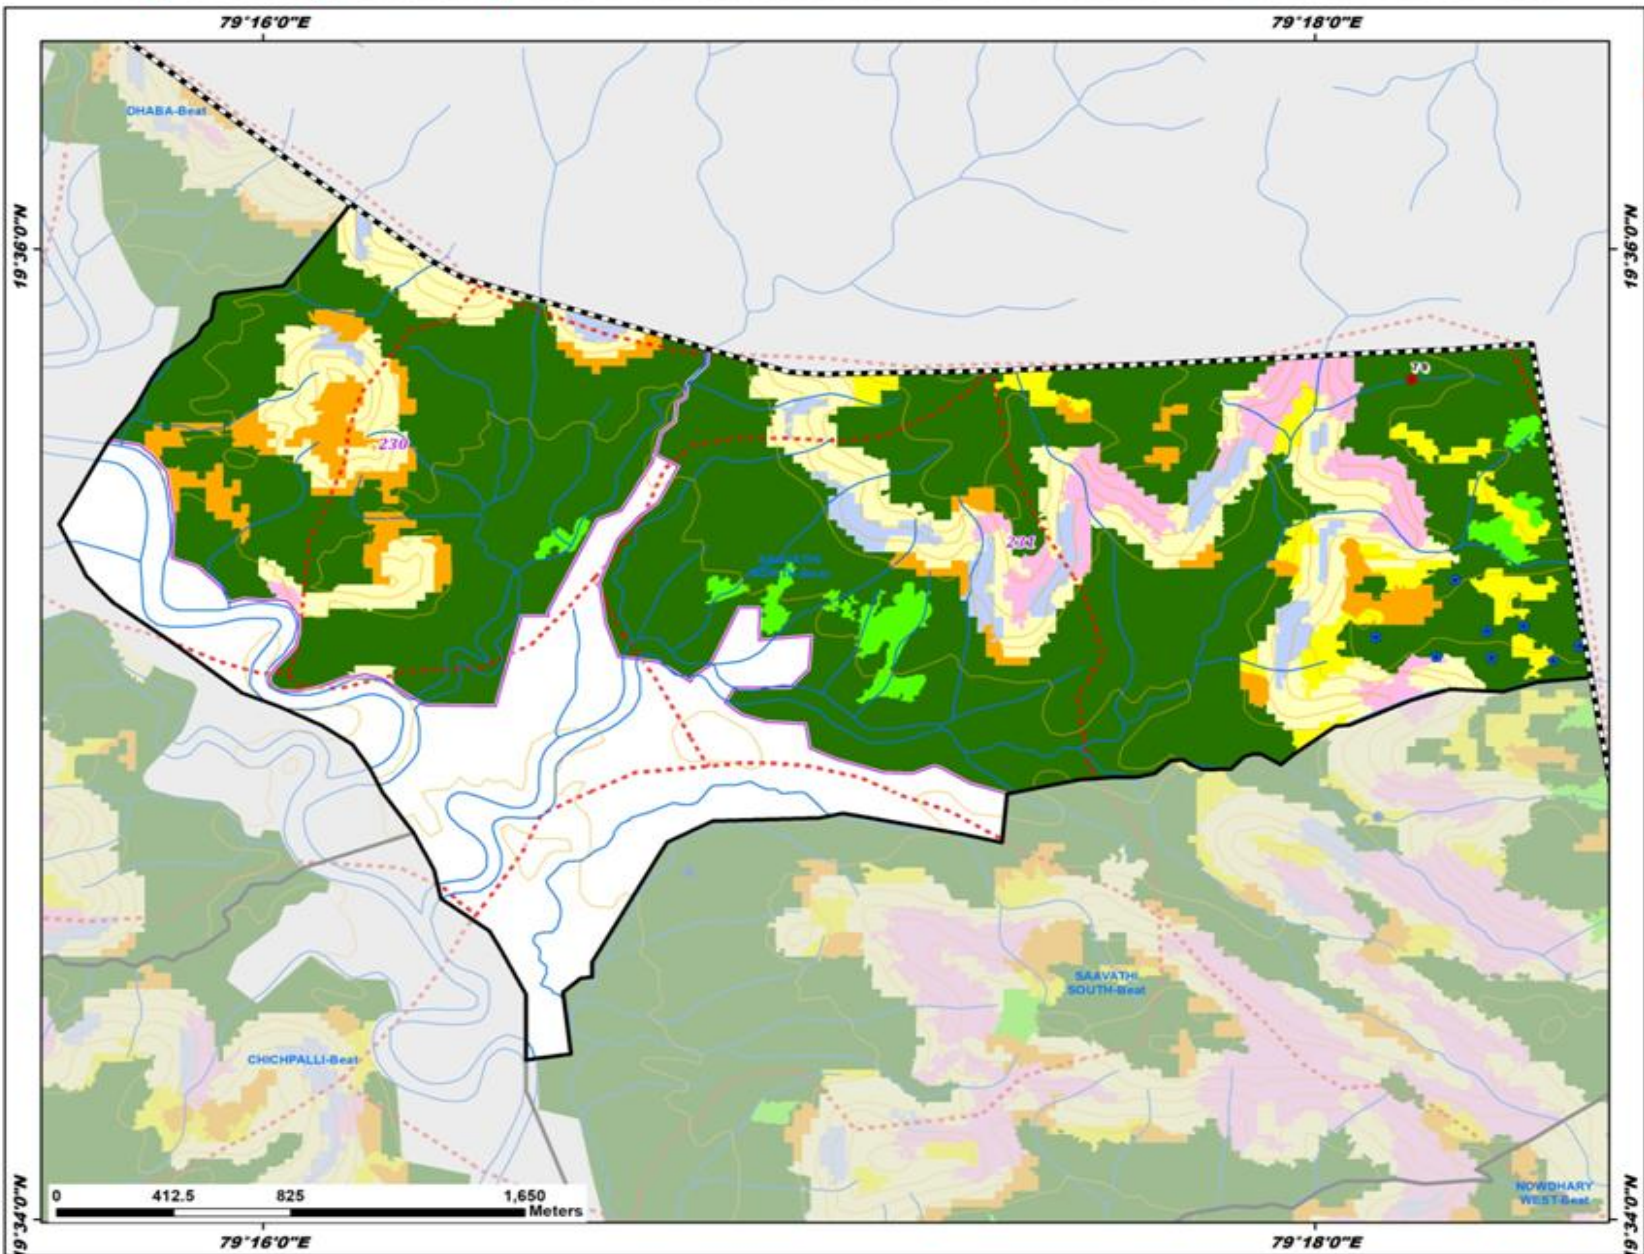 79°16'0"E
79°18'0"E
19°36'0"N
19°36'0"N
DHABA-Beat
230
231
SAAVATHI
SOUTH-Beat
CHICHPALLI-Beat
NOWDHARY
WEST-Beat
0 412.5 825 1,650
Meters
19°34'0"N
19°34'0"N
79°16'0"E
79°18'0"E